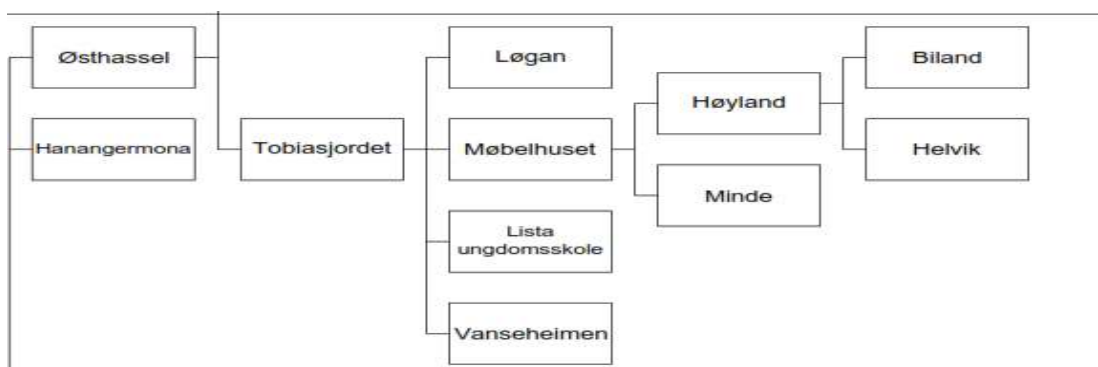 Østhassel
Løgan
Biland
Høyland
Hanangermona
Tobiasjordet
Møbelhuset
Helvik
Minde
Lista
ungdomsskole
Vanseheimen